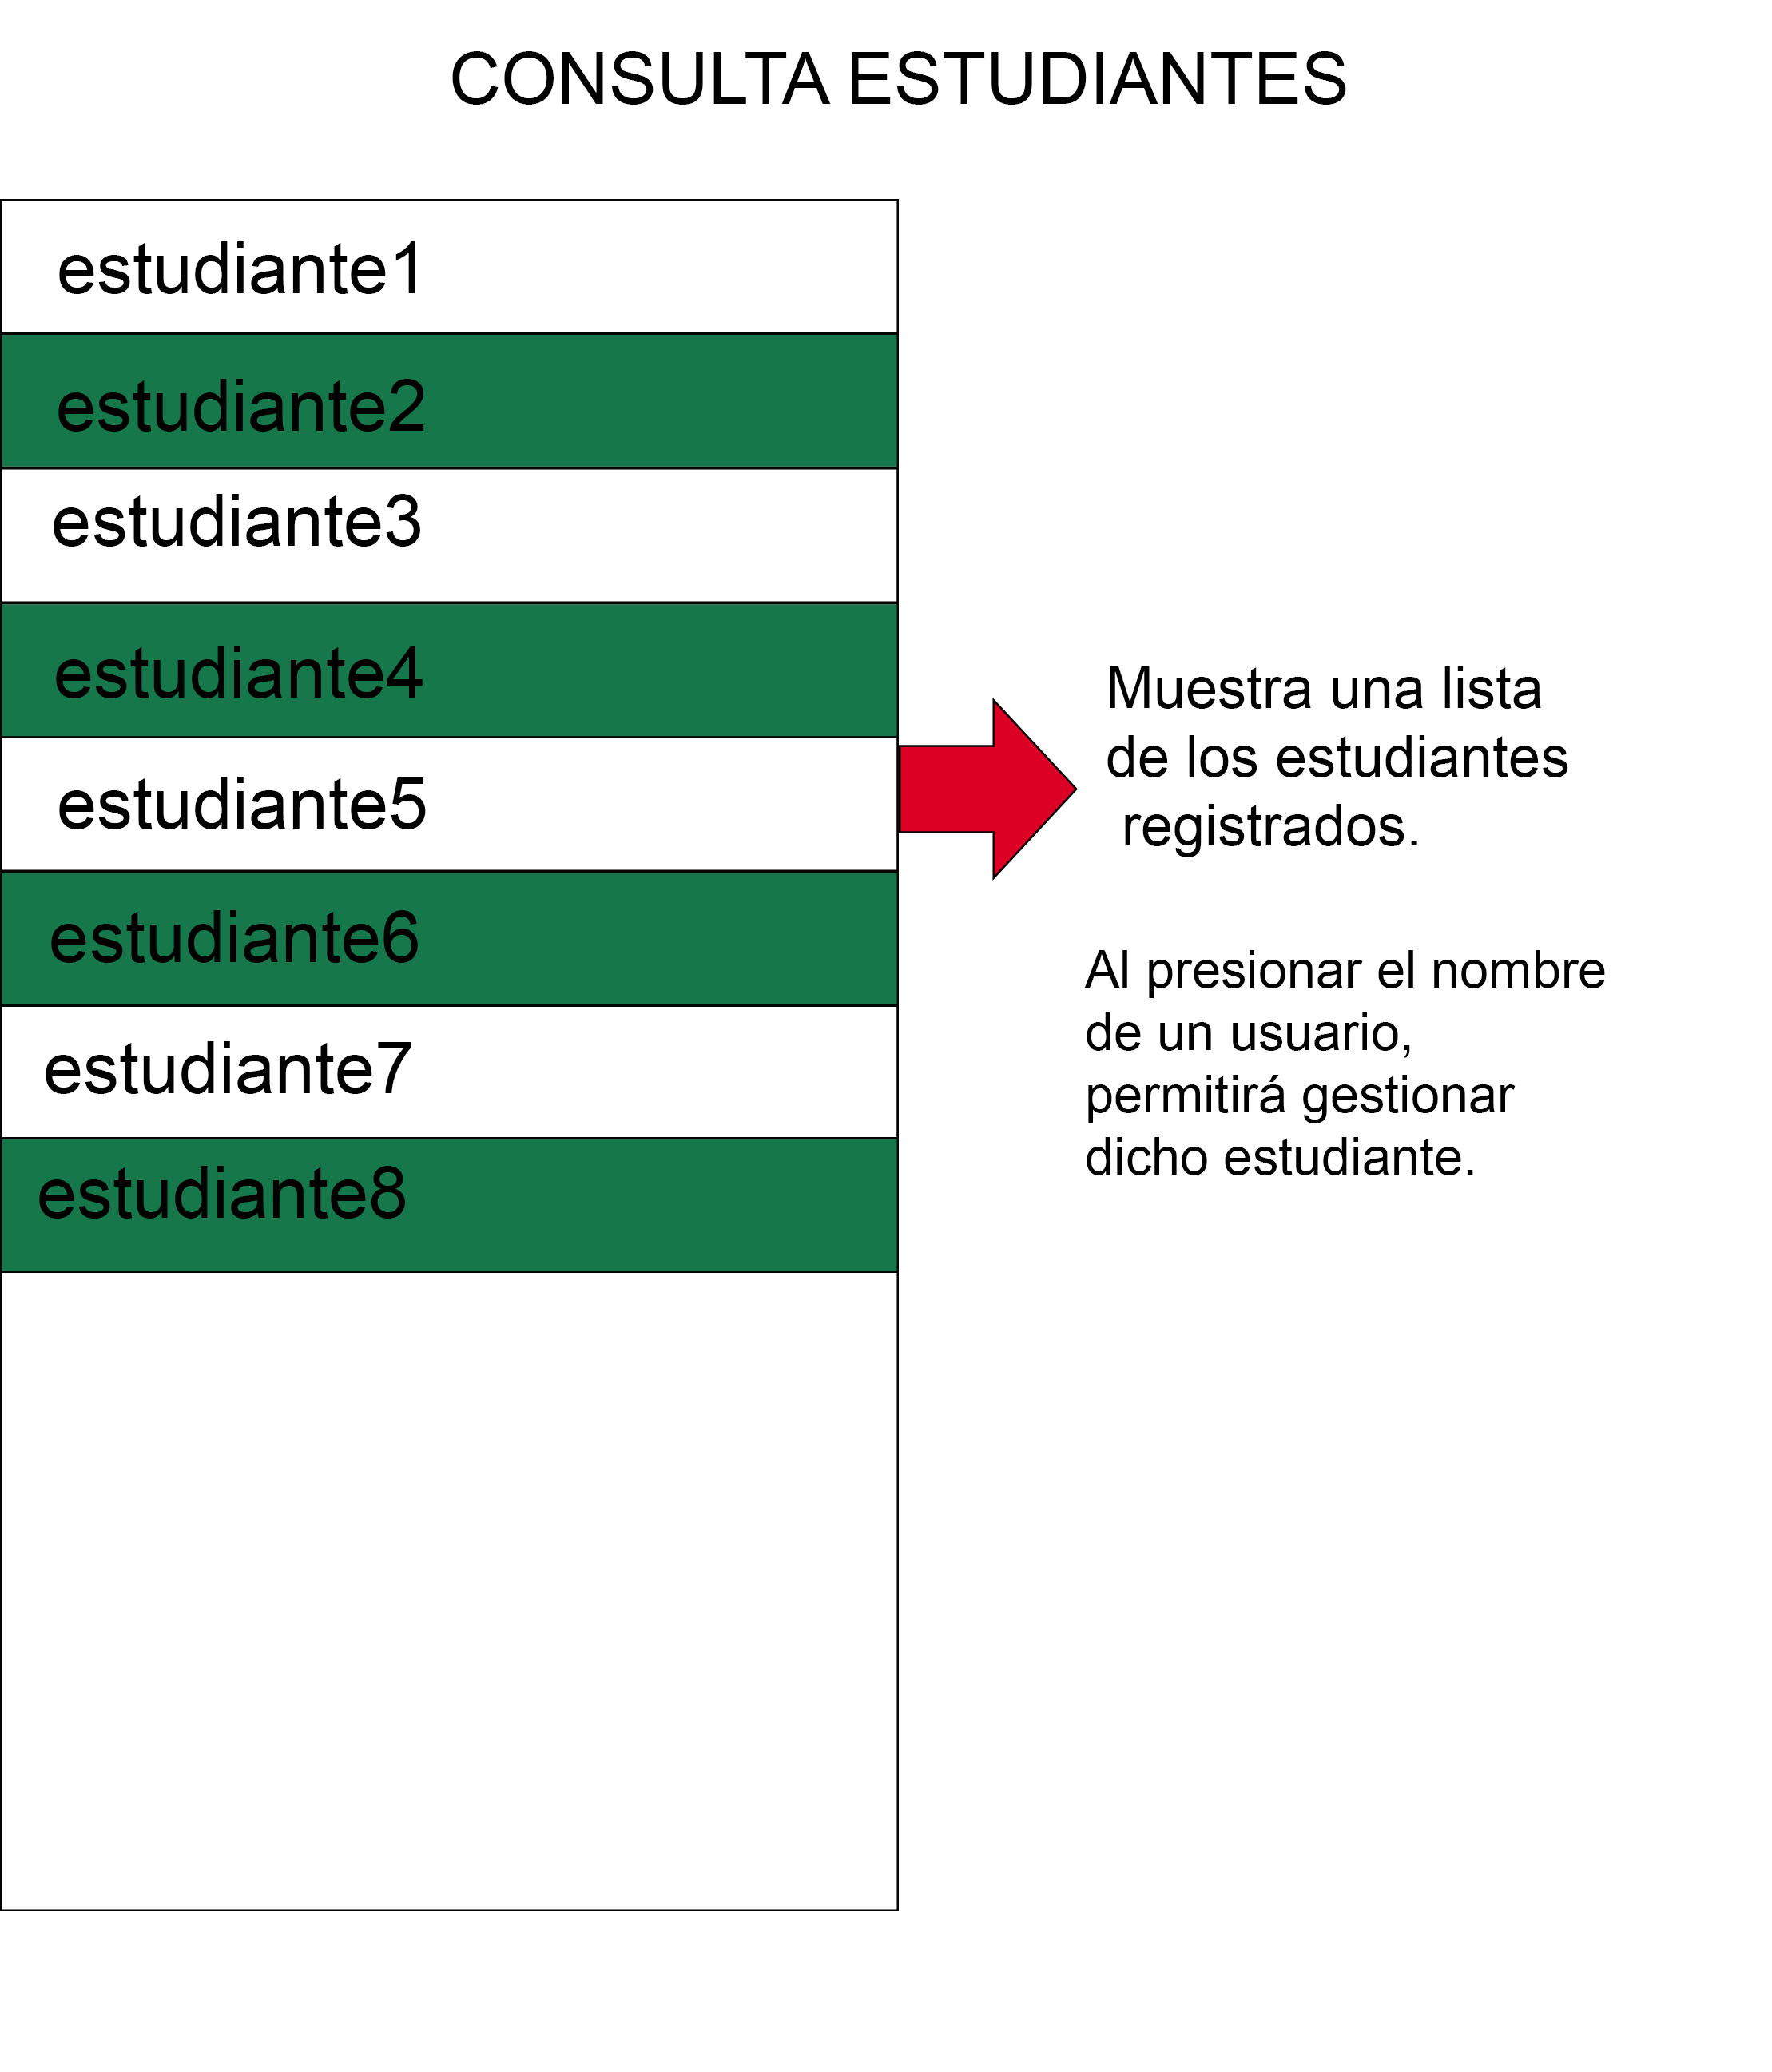 CONSULTA ESTUDIANTES
estudiante1
estudiante2
estudiante3
estudiante4
estudiante5
estudiante6
estudiante7
estudiante8
Muestra una lista
de los estudiantes
registrados.
Al presionar el nombre
de un usuario,
permitirá gestionar
dicho estudiante.